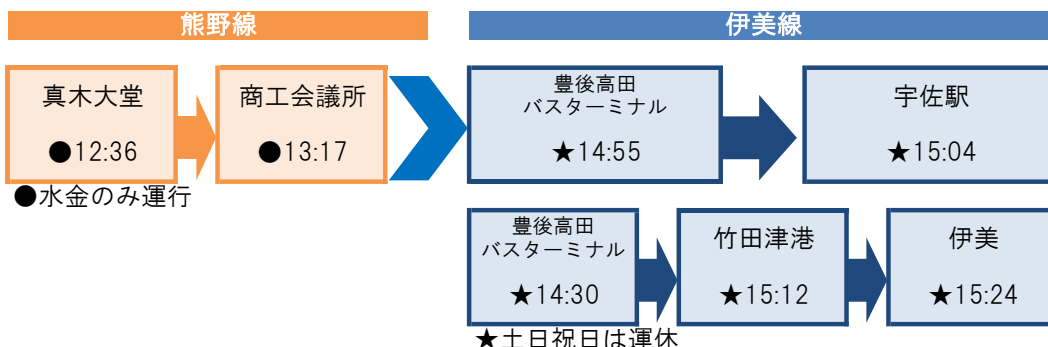 熊野線
伊美線
真木大堂
●12:36
商工会議所
●13:17
豊後高田
バスターミナル
★14:55
宇佐駅
★15:04
●水金のみ運行
豊後高田
バスターミナル
★14:30
竹田津港
★15:12
伊美
★15:24
★土日祝日は運休